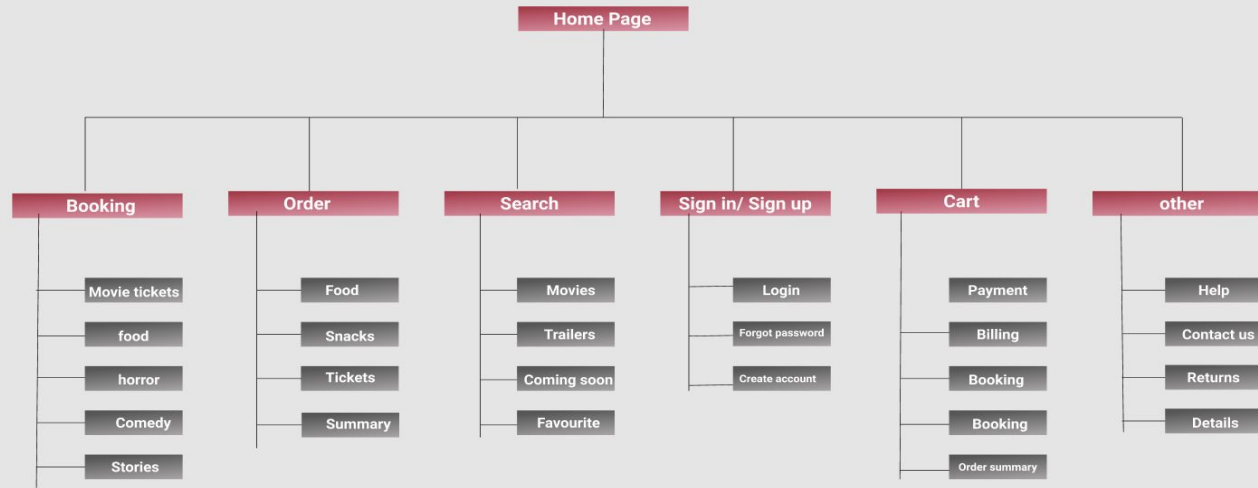 Home Page
Booking
Movie tickets
food
horror
Comedy
Stories
Order
Food
Snacks
Tickets
Summary
Search
Movies
Trailers
Coming soon
Favourite
Sign in/ Sign up
Login
Forgot password
Create account
Cart
Payment
Billing
Booking
Booking
Order summary
other
Help
Contact us
Returns
Details